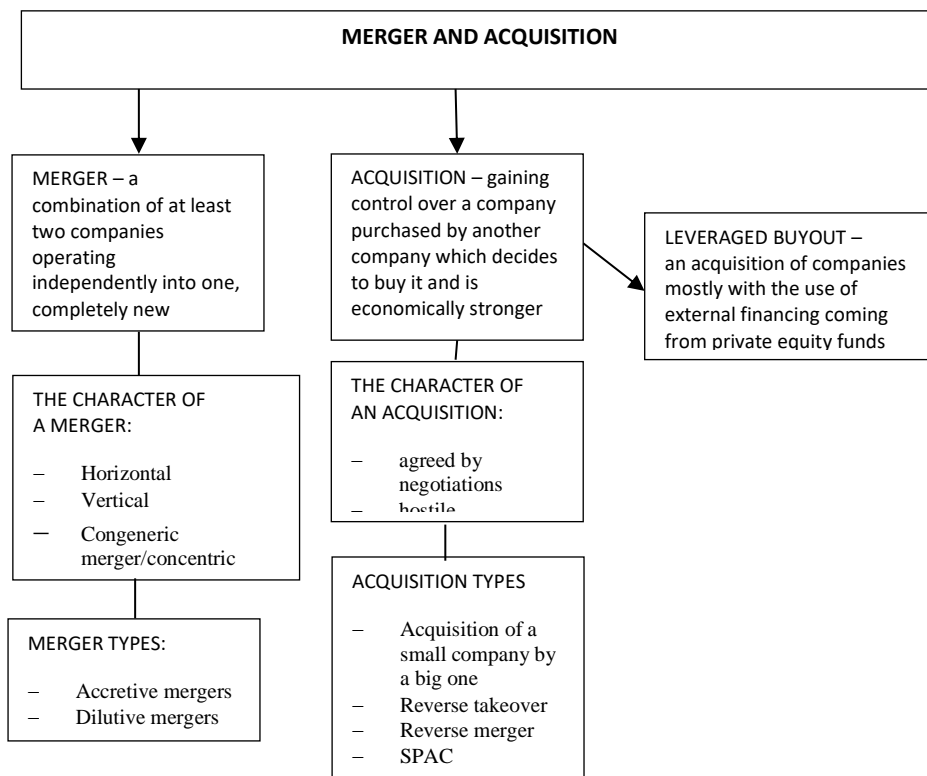 MERGER AND ACQUISITION
MERGER – a
combination of at least
two companies
operating
independently into one,
completely new
ACQUISITION – gaining
control over a company
purchased by another
company which decides
to buy it and is
economically stronger
LEVERAGED BUYOUT –
an acquisition of companies
mostly with the use of
external financing coming
from private equity funds
THE CHARACTER OF
A MERGER:
– Horizontal
– Vertical
– Congeneric
merger/concentric
THE CHARACTER OF
AN ACQUISITION:
– agreed by
negotiations
– hostile
MERGER TYPES:
– Accretive mergers
– Dilutive mergers
ACQUISITION TYPES
– Acquisition of a
small company by
a big one
– Reverse takeover
– Reverse merger
– SPAC